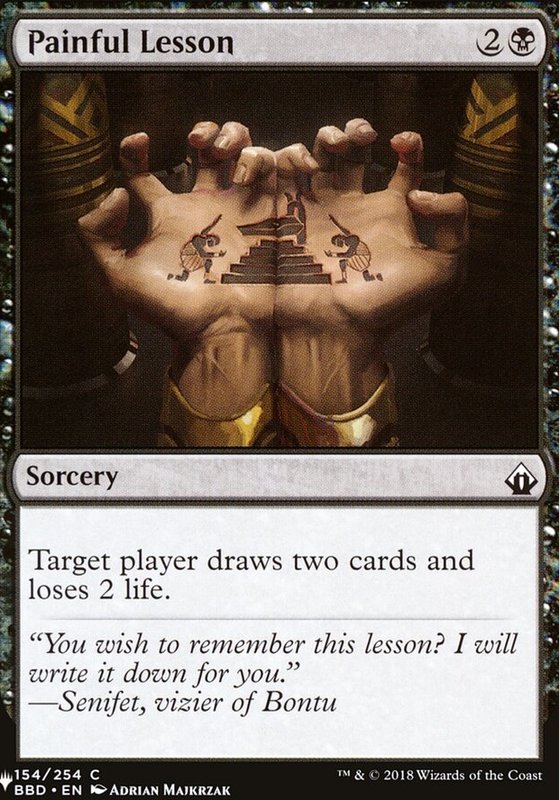 Painful Lesson 2
Sorcery
Target player draws two cards and
loses 2 life.
“You wish to remember this lesson? I will
write it down for you.”
—Senifet, vizier of Bontu
154/254 C
BBD • EN Adrian Majkrzak
™ & © 2018 Wizards of the Coast